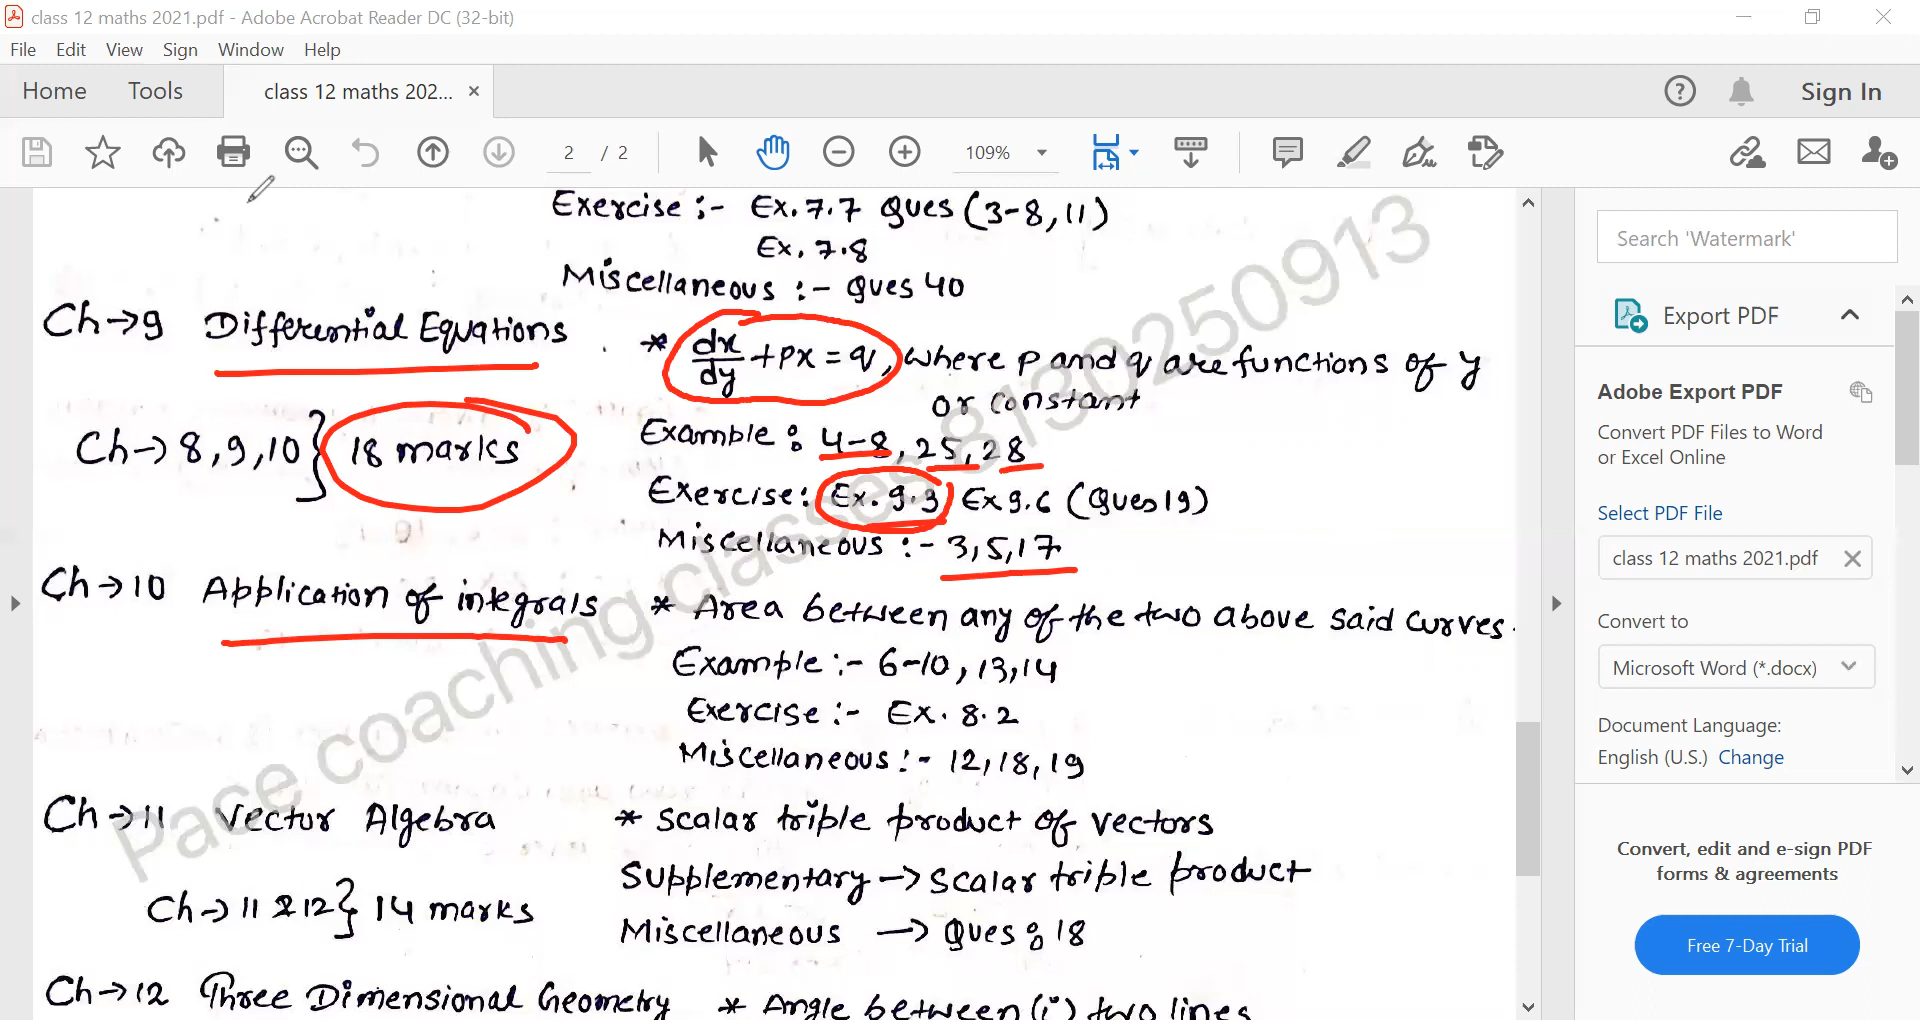 class 12 maths 2021.pdf - Adobe Acrobat Reader DC (32-bit)
File Edit View Sign Window Help
Home Tools class 12 maths 202... × Sign In
2 / 2 109%
Exercise :- Ex. 7.7 Ques (3-8, 11)
Ex. 7.8
Miscellaneous :- Ques 40
Ch→9 Differential Equations * dx/dy + px = q, where p and q are functions of y
or constant
Ch→ 8,9,10} 18 marks
Example : 4-8, 25, 28
Exercise: Ex. 9.3 Ex 9.6 (Ques 19)
Miscellaneous :- 3, 5, 17
Ch→10 Application of integrals * Area between any of the two above said curves.
Example :- 6-10, 13, 14
Exercise :- Ex. 8.2
Miscellaneous :- 12, 18, 19
Ch→11 Vector Algebra * Scalar triple product of vectors
Supplementary → Scalar triple product
Ch→ 11 & 12} 14 marks
Miscellaneous → Ques : 18
Ch→12 Three Dimensional Geometry * Angle between (i) two lines
Pace coaching classes 8130250913
Search 'Watermark'
Export PDF
Adobe Export PDF
Convert PDF Files to Word
or Excel Online
Select PDF File
class 12 maths 2021.pdf
Convert to
Microsoft Word (*.docx)
Document Language:
English (U.S.) Change
Convert, edit and e-sign PDF
forms & agreements
Free 7-Day Trial